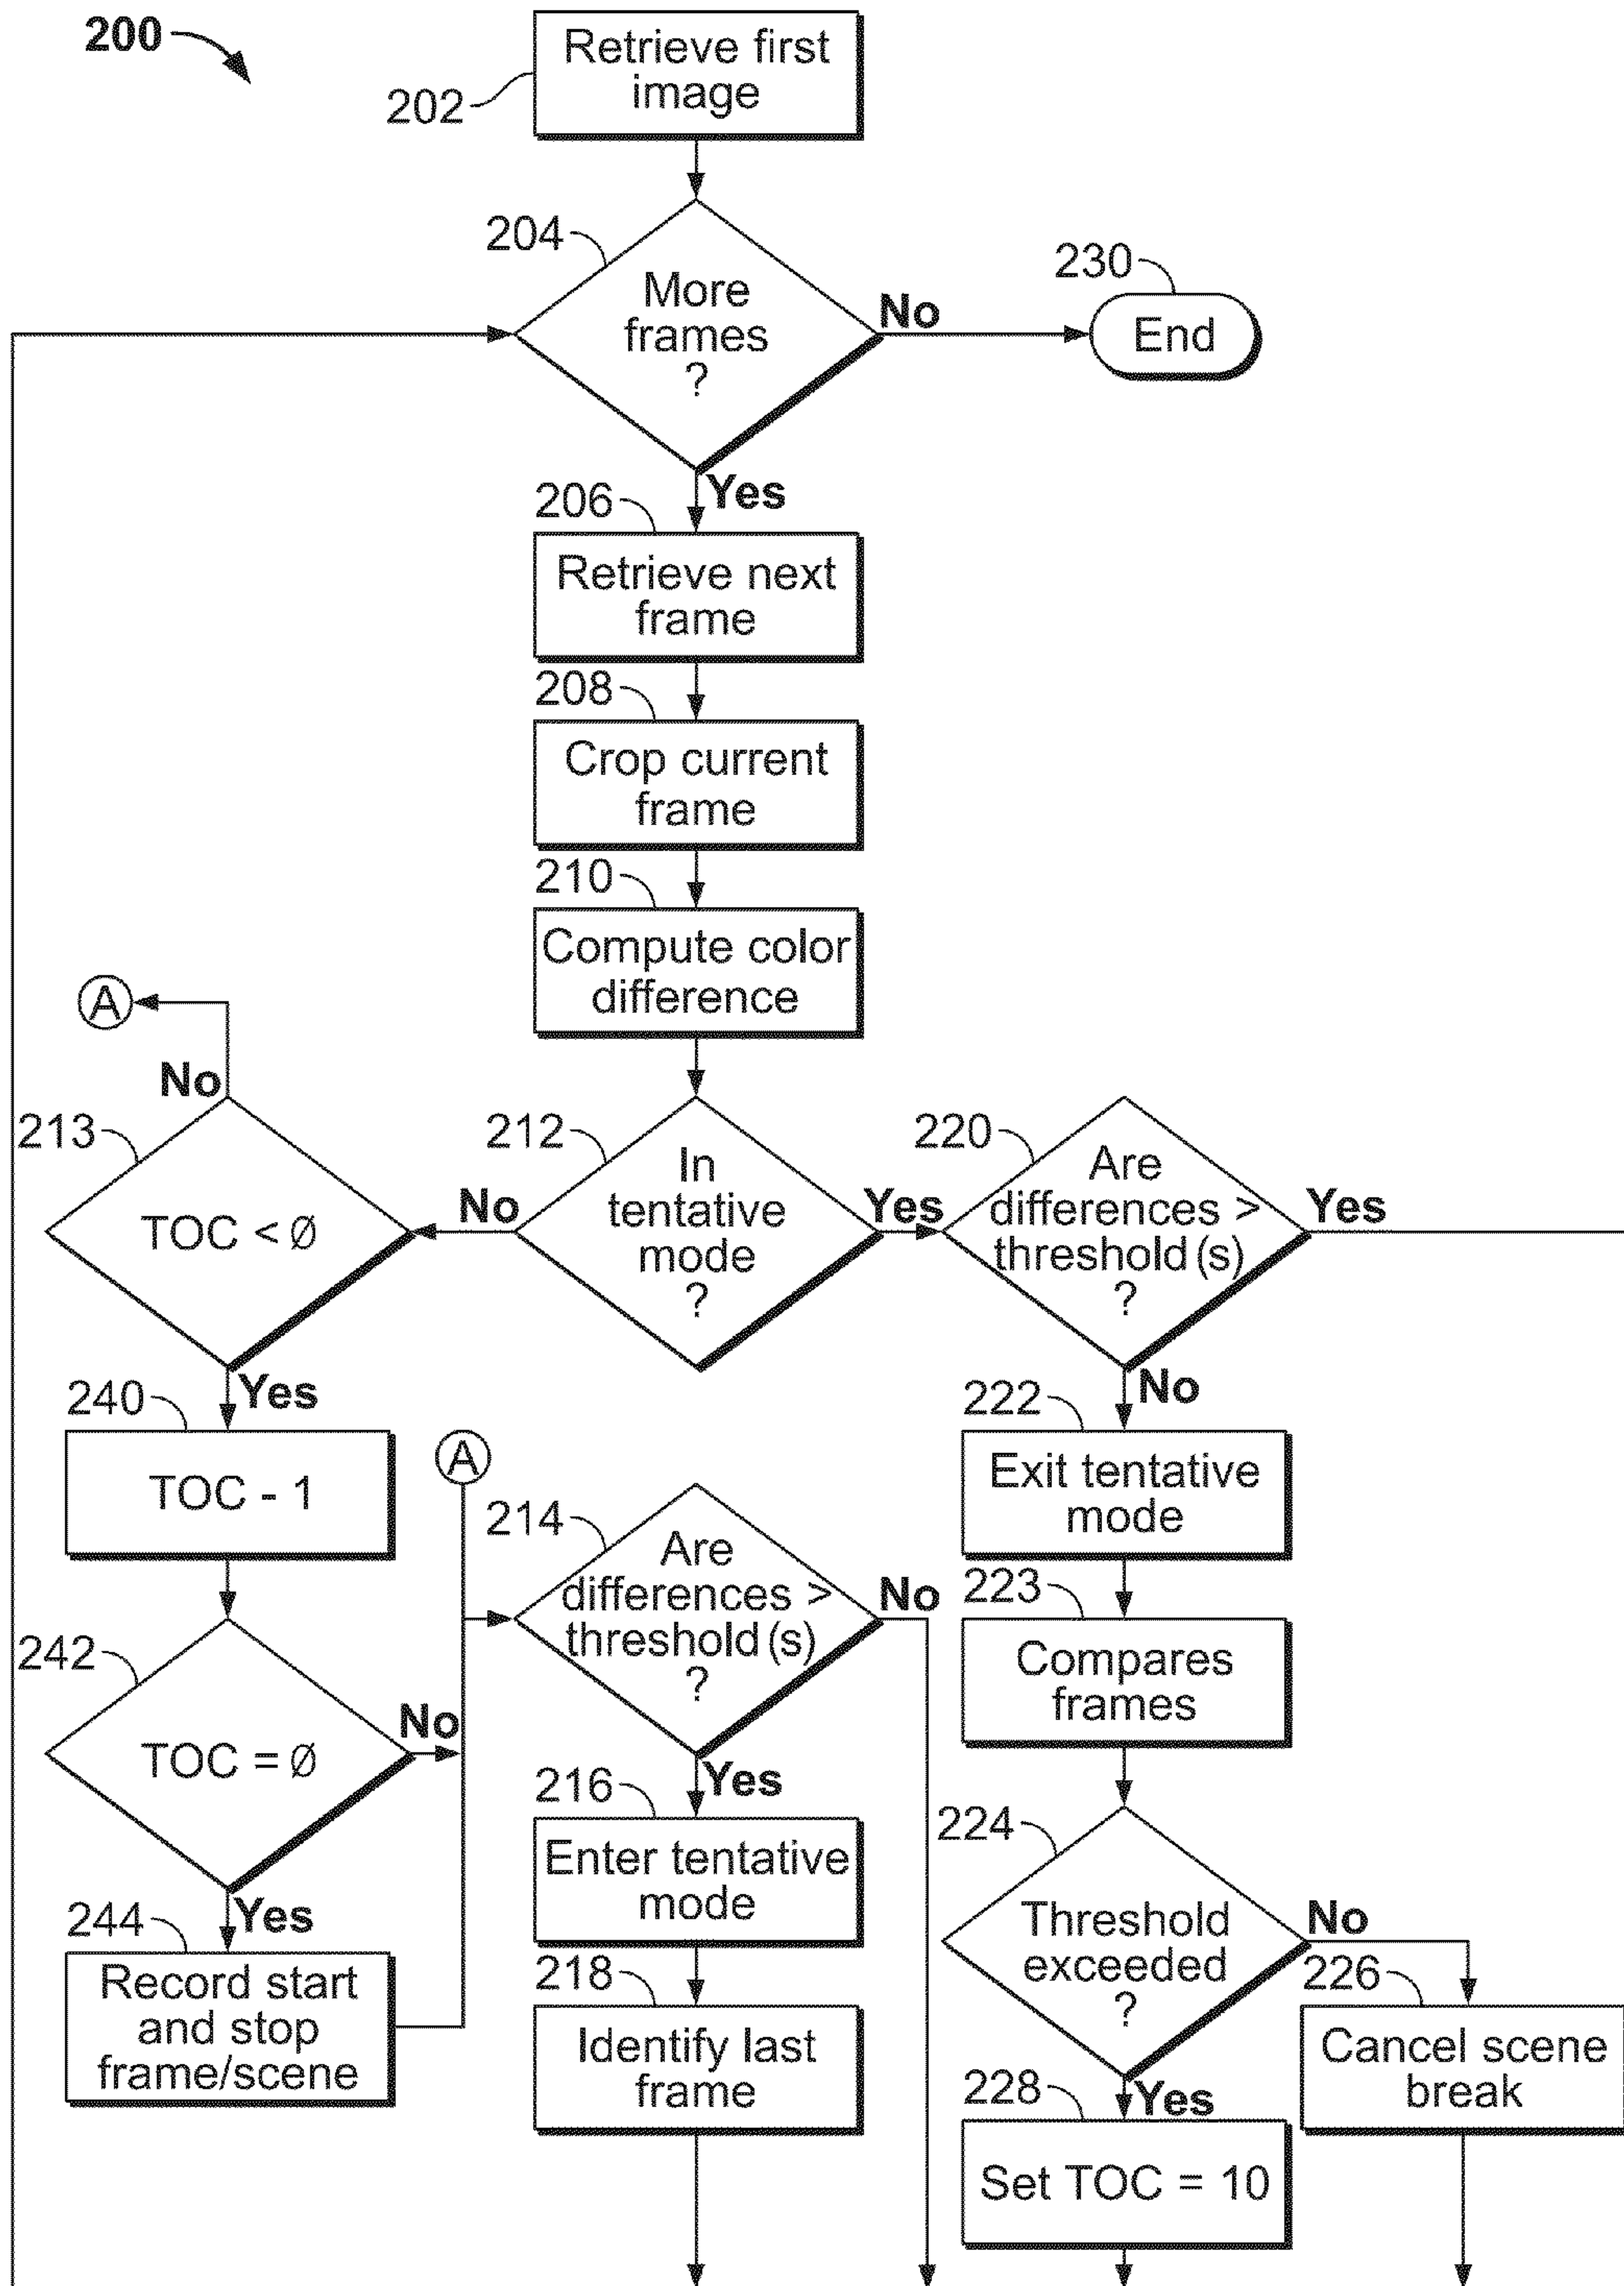 200
Retrieve first
image
202
204
More
frames
?
No
230
End
Yes
206
Retrieve next
frame
208
Crop current
frame
210
Compute color
difference
A
No
213
TOC < Ø
No
212
In
tentative
mode
?
Yes
220
Are
differences >
threshold(s)
?
Yes
Yes
240
TOC - 1
A
No
222
Exit tentative
mode
214
Are
differences >
threshold(s)
?
No
223
Compares
frames
242
TOC = Ø
No
Yes
216
Enter tentative
mode
224
Threshold
exceeded
?
No
226
Cancel scene
break
Yes
244
Record start
and stop
frame/scene
218
Identify last
frame
Yes
228
Set TOC = 10